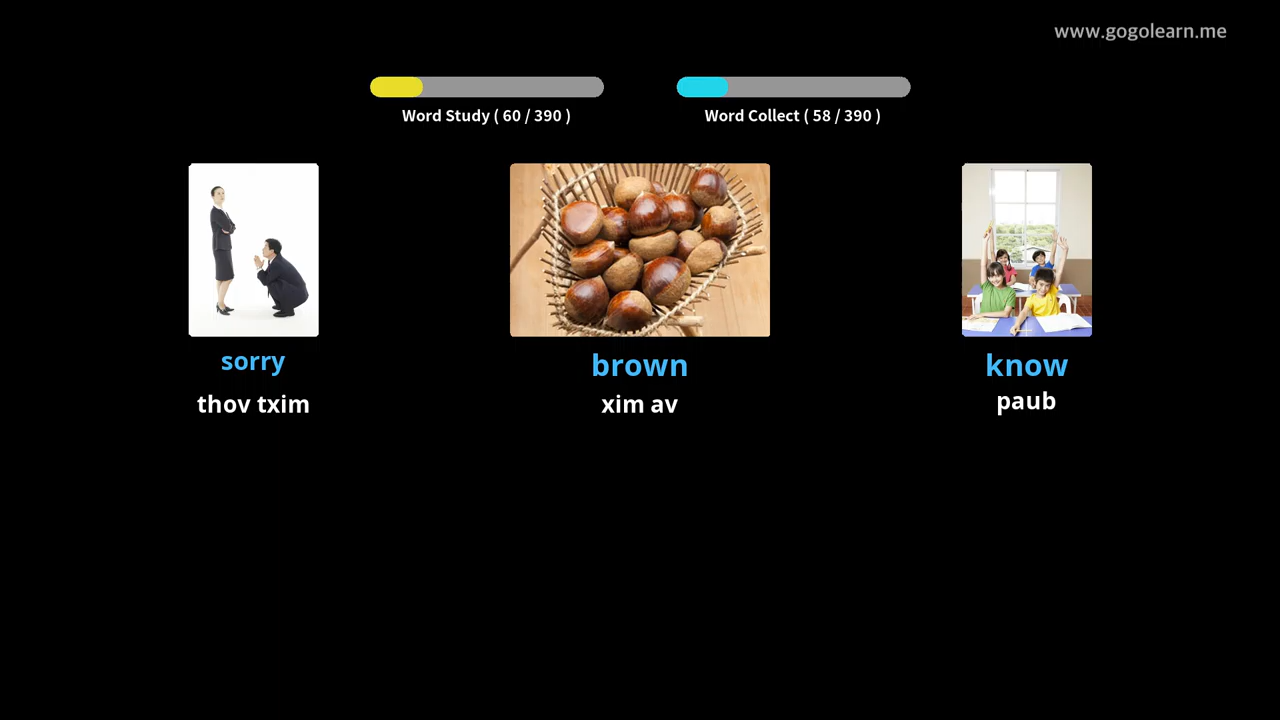 www.gogolearn.me
Word Study ( 60 / 390 )
Word Collect ( 58 / 390 )
sorry
thov txim
brown
xim av
know
paub